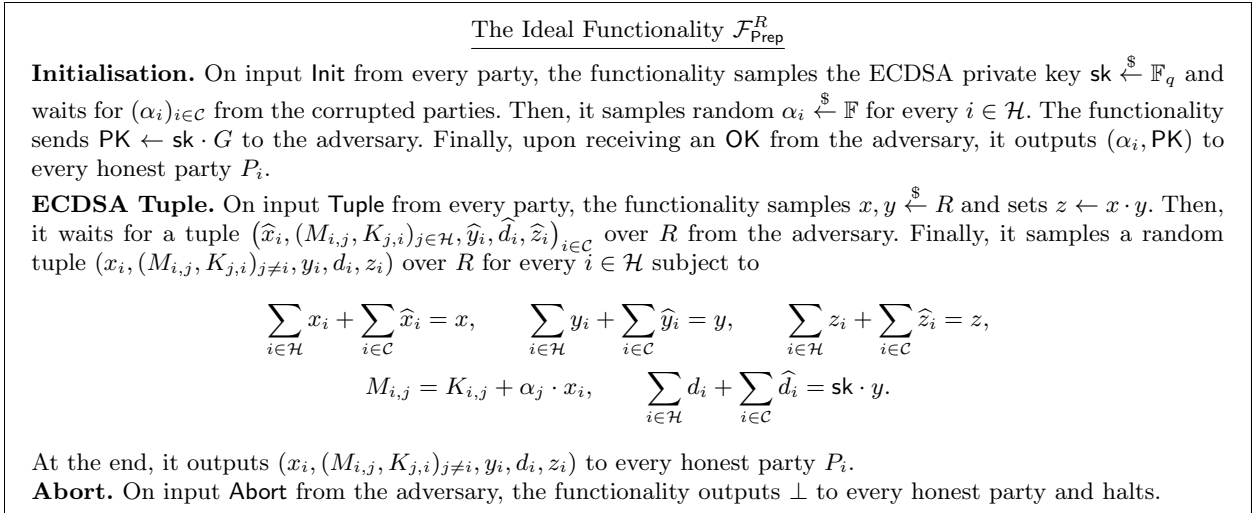 The Ideal Functionality $\mathcal{F}_{\mathsf{Prep}}^{R}$
Initialisation. On input Init from every party, the functionality samples the ECDSA private key $\mathsf{sk} \xleftarrow{\$} \mathbb{F}_q$ and
waits for $(\alpha_i)_{i \in \mathcal{C}}$ from the corrupted parties. Then, it samples random $\alpha_i \xleftarrow{\$} \mathbb{F}$ for every $i \in \mathcal{H}$. The functionality
sends $\mathsf{PK} \leftarrow \mathsf{sk} \cdot G$ to the adversary. Finally, upon receiving an OK from the adversary, it outputs $(\alpha_i, \mathsf{PK})$ to
every honest party $P_i$.
ECDSA Tuple. On input Tuple from every party, the functionality samples $x, y \xleftarrow{\$} R$ and sets $z \leftarrow x \cdot y$. Then,
it waits for a tuple $(\widehat{x}_i, (M_{i,j}, K_{j,i})_{j \in \mathcal{H}}, \widehat{y}_i, \widehat{d}_i, \widehat{z}_i)_{i \in \mathcal{C}}$ over $R$ from the adversary. Finally, it samples a random
tuple $(x_i, (M_{i,j}, K_{j,i})_{j \neq i}, y_i, d_i, z_i)$ over $R$ for every $i \in \mathcal{H}$ subject to
$\sum_{i \in \mathcal{H}} x_i + \sum_{i \in \mathcal{C}} \widehat{x}_i = x, \quad \sum_{i \in \mathcal{H}} y_i + \sum_{i \in \mathcal{C}} \widehat{y}_i = y, \quad \sum_{i \in \mathcal{H}} z_i + \sum_{i \in \mathcal{C}} \widehat{z}_i = z,$
$M_{i,j} = K_{i,j} + \alpha_j \cdot x_i, \quad \sum_{i \in \mathcal{H}} d_i + \sum_{i \in \mathcal{C}} \widehat{d}_i = \mathsf{sk} \cdot y.$
At the end, it outputs $(x_i, (M_{i,j}, K_{j,i})_{j \neq i}, y_i, d_i, z_i)$ to every honest party $P_i$.
Abort. On input Abort from the adversary, the functionality outputs $\bot$ to every honest party and halts.